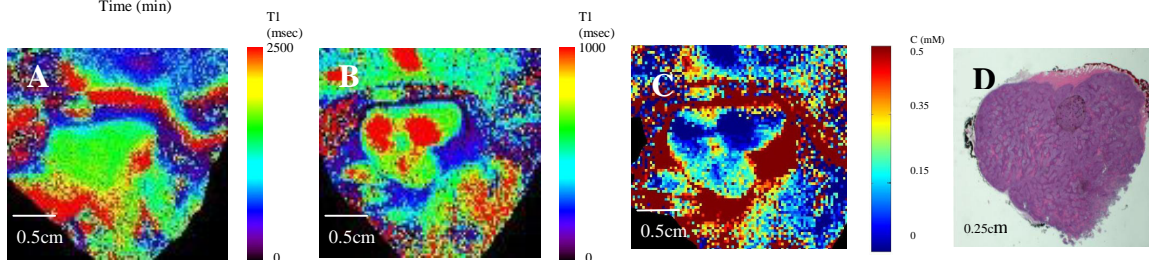 Time (min)
T1
(msec)
2500
0
A
0.5cm
T1
(msec)
1000
0
B
0.5cm
C (mM)
0.5
0.35
0.15
0
C
0.5cm
D
0.25cm